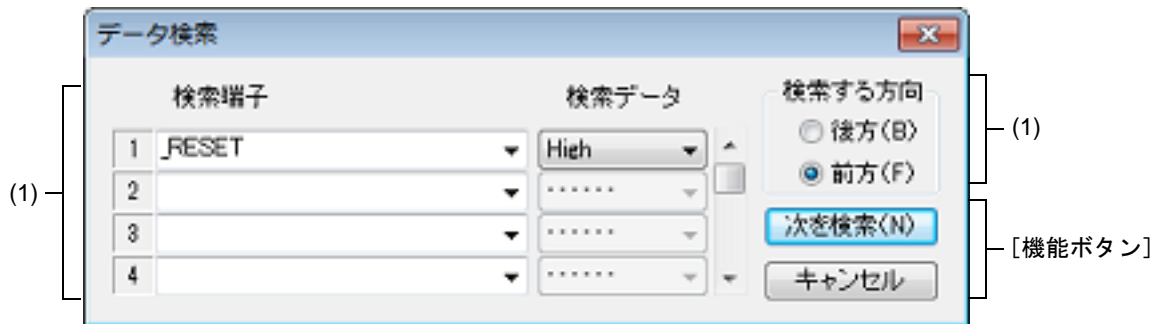 データ検索
検索端子 検索データ
1 _RESET High
2 ······
3 ······
4 ······
検索する方向
後方(B)
前方(F)
次を検索(N)
キャンセル
(1)
(1)
[機能ボタン]